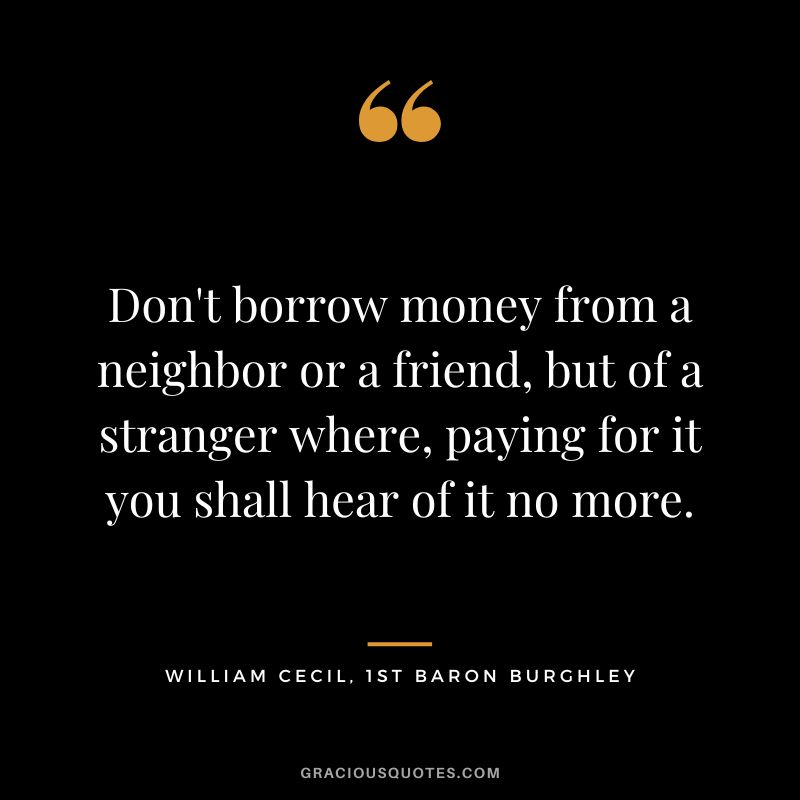 “
Don't borrow money from a
neighbor or a friend, but of a
stranger where, paying for it
you shall hear of it no more.
WILLIAM CECIL, 1ST BARON BURGHLEY
GRACIOUSQUOTES.COM